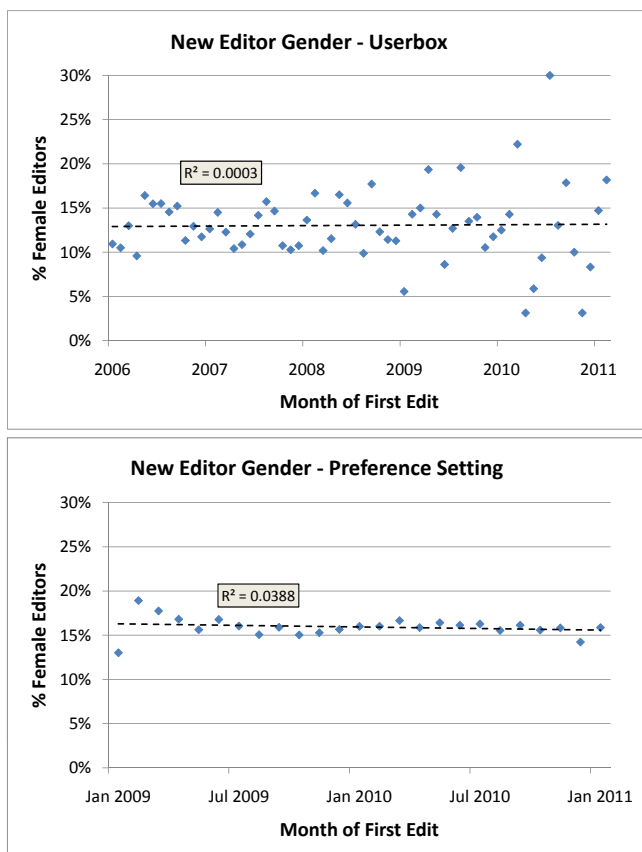 New Editor Gender - Userbox
30%
25%
20%
15%
10%
5%
0%
% Female Editors
R² = 0.0003
2006 2007 2008 2009 2010 2011
Month of First Edit
New Editor Gender - Preference Setting
30%
25%
20%
15%
10%
5%
0%
% Female Editors
R² = 0.0388
Jan 2009 Jul 2009 Jan 2010 Jul 2010 Jan 2011
Month of First Edit